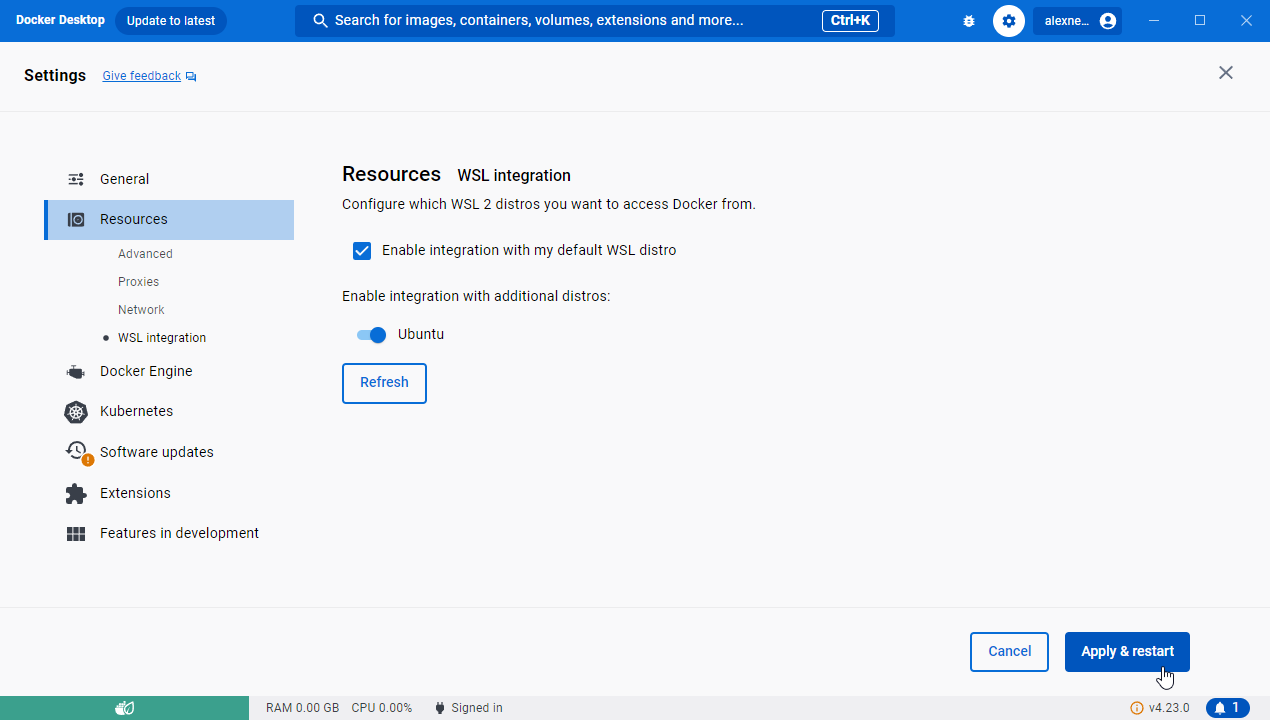 Docker Desktop Update to latest Search for images, containers, volumes, extensions and more... Ctrl+K alexne...
Settings Give feedback
General
Resources
Advanced
Proxies
Network
WSL integration
Docker Engine
Kubernetes
Software updates
Extensions
Features in development
Resources WSL integration
Configure which WSL 2 distros you want to access Docker from.
Enable integration with my default WSL distro
Enable integration with additional distros:
Ubuntu
Refresh
Cancel Apply & restart
RAM 0.00 GB CPU 0.00% Signed in v4.23.0 1